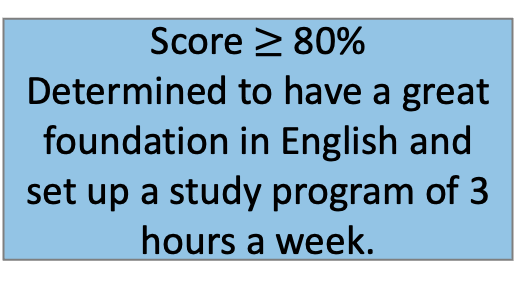 Score ≥ 80%
Determined to have a great
foundation in English and
set up a study program of 3
hours a week.